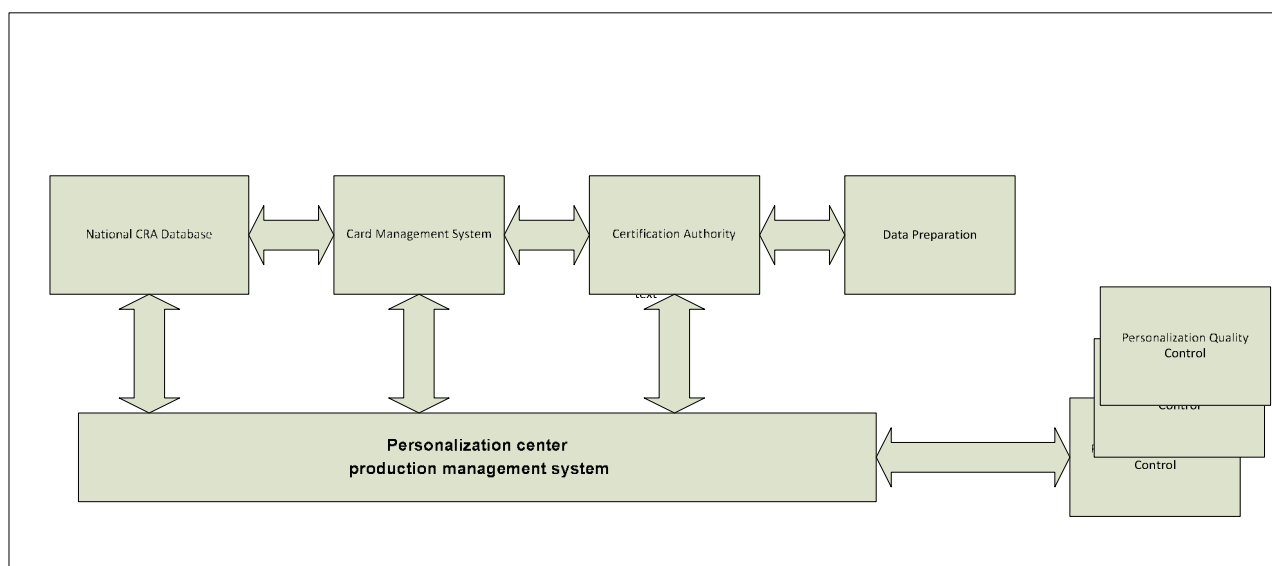 National CRA Database
Card Management System
Certification Authority
Data Preparation
text
Personalization Quality
Control
Control
Control
Personalization center
production management system